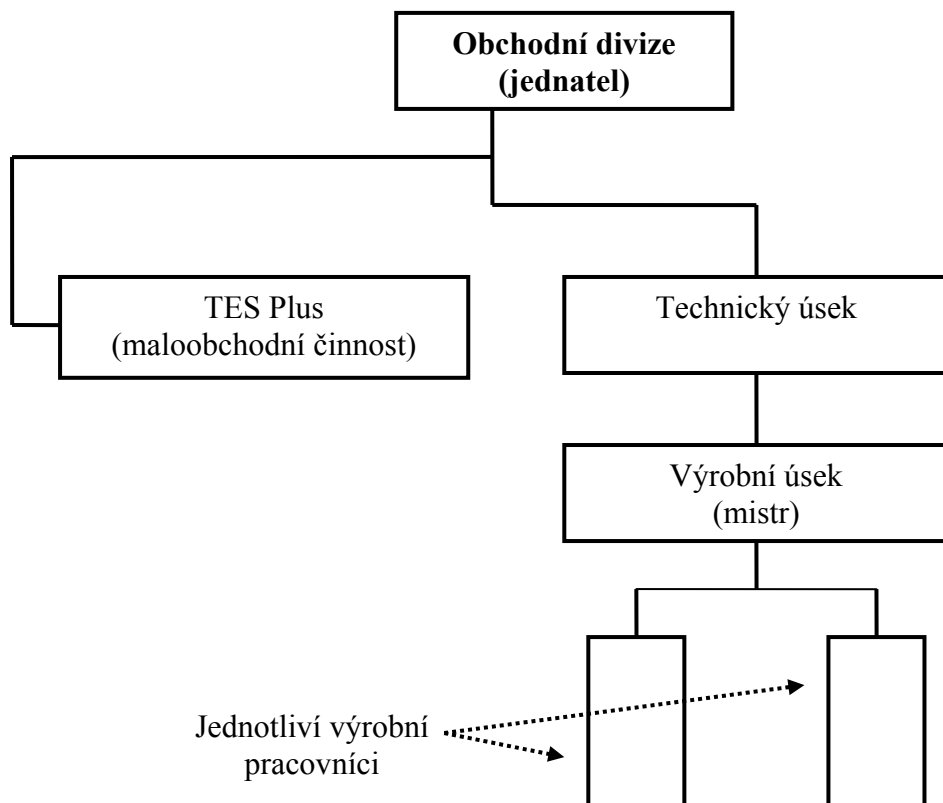 Obchodní divize
(jednatel)
TES Plus
(maloobchodní činnost)
Technický úsek
Výrobní úsek
(mistr)
Jednotliví výrobní
pracovníci